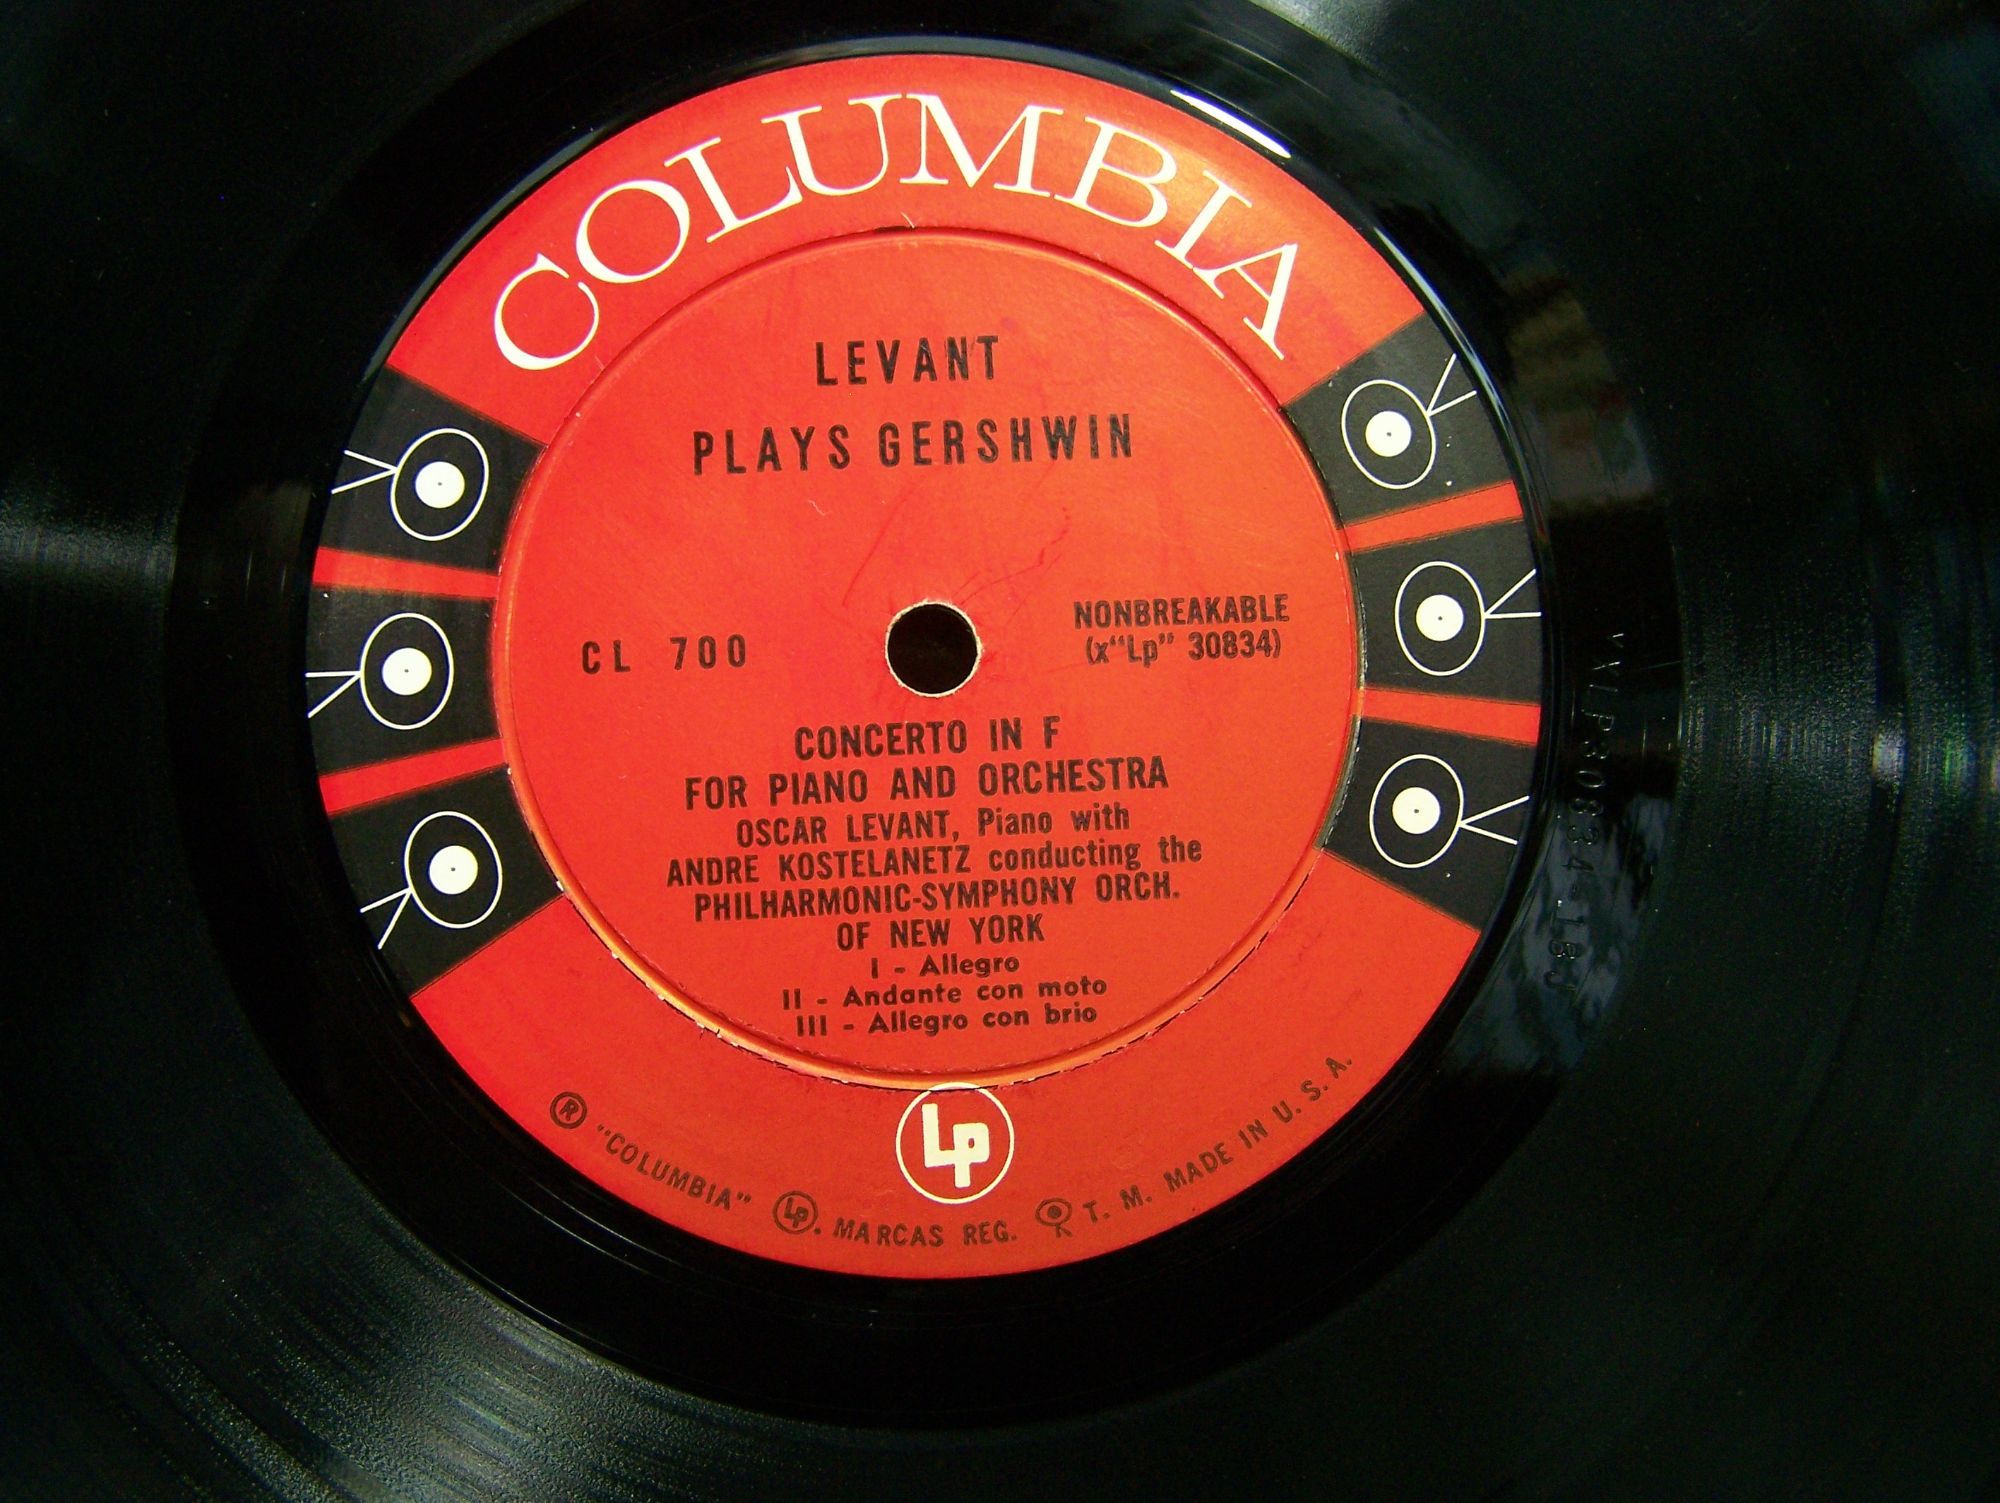 COLUMBIA
LEVANT
PLAYS GERSHWIN
CL 700
NONBREAKABLE
(x“Lp” 30834)
CONCERTO IN F
FOR PIANO AND ORCHESTRA
OSCAR LEVANT, Piano with
ANDRE KOSTELANETZ conducting the
PHILHARMONIC-SYMPHONY ORCH.
OF NEW YORK
I - Allegro
II - Andante con moto
III - Allegro con brio
Lp
® "COLUMBIA" Lp. MARCAS REG. T. M. MADE IN U. S. A.